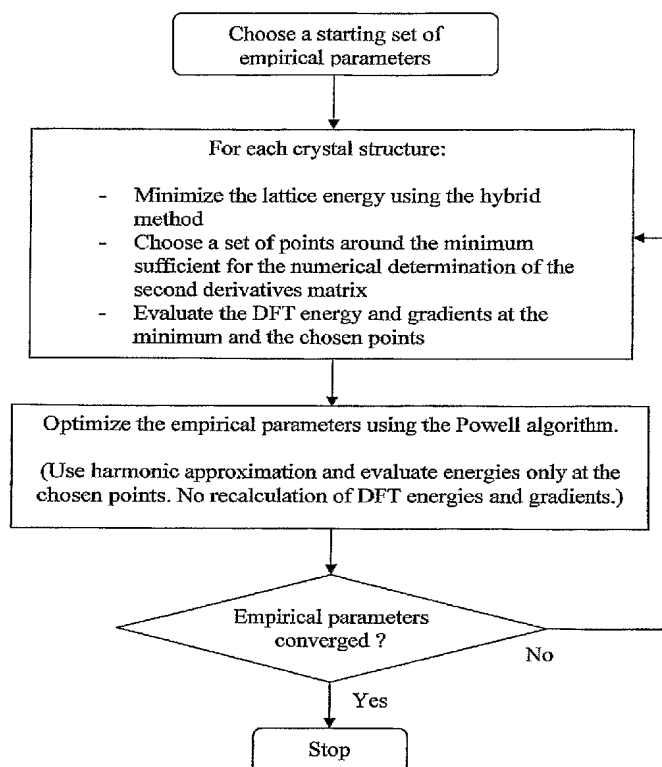 Choose a starting set of
empirical parameters
For each crystal structure:
- Minimize the lattice energy using the hybrid
method
- Choose a set of points around the minimum
sufficient for the numerical determination of the
second derivatives matrix
- Evaluate the DFT energy and gradients at the
minimum and the chosen points
Optimize the empirical parameters using the Powell algorithm.
(Use harmonic approximation and evaluate energies only at the
chosen points. No recalculation of DFT energies and gradients.)
Empirical parameters
converged ?
No
Yes
Stop